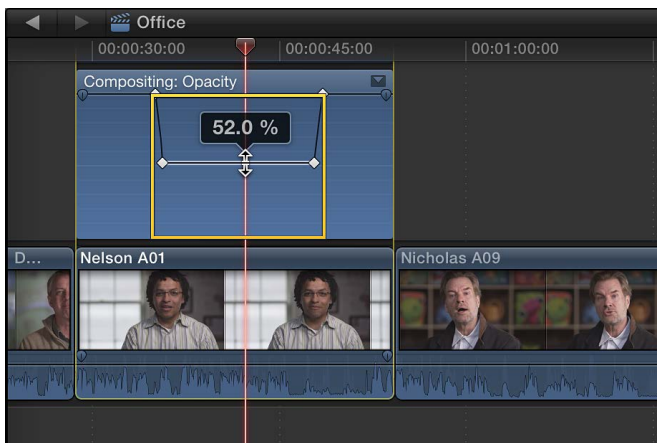 Office
00:00:30:00
00:00:45:00
00:01:00:00
Compositing: Opacity
52.0 %
D...
Nelson A01
Nicholas A09